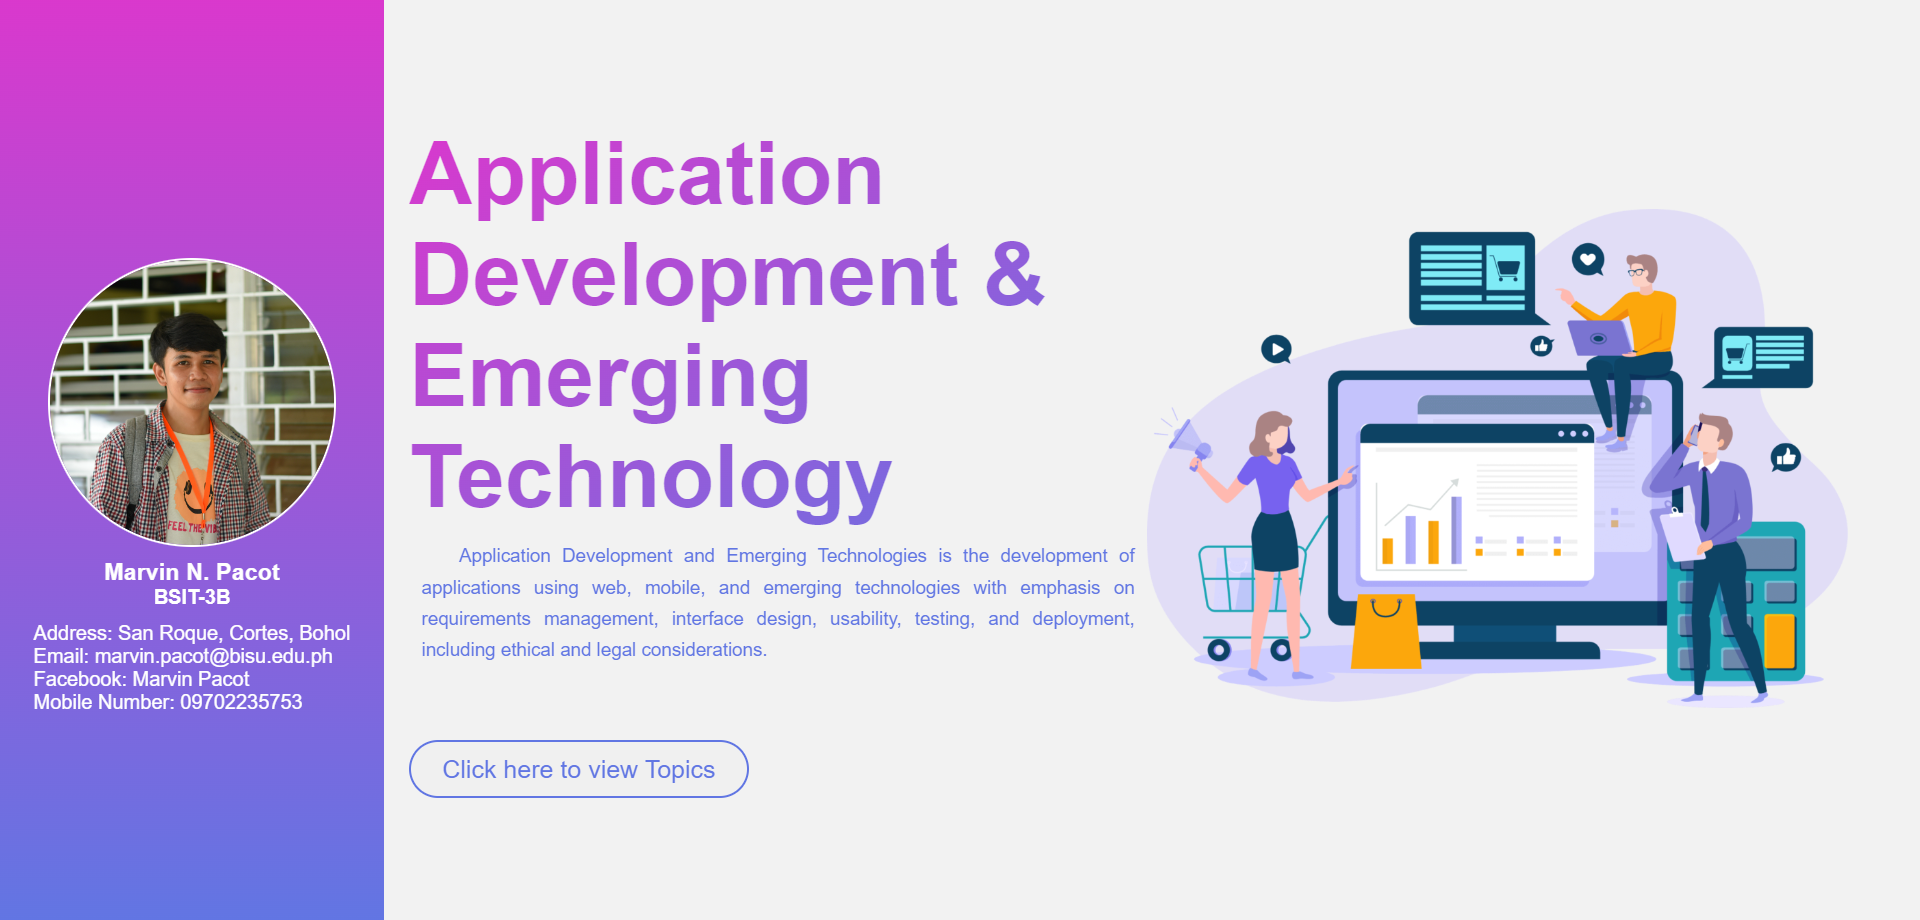 FEEL THE VIB
Marvin N. Pacot
BSIT-3B
Address: San Roque, Cortes, Bohol
Email: marvin.pacot@bisu.edu.ph
Facebook: Marvin Pacot
Mobile Number: 09702235753
Application
Development &
Emerging
Technology
Application Development and Emerging Technologies is the development of
applications using web, mobile, and emerging technologies with emphasis on
requirements management, interface design, usability, testing, and deployment,
including ethical and legal considerations.
Click here to view Topics